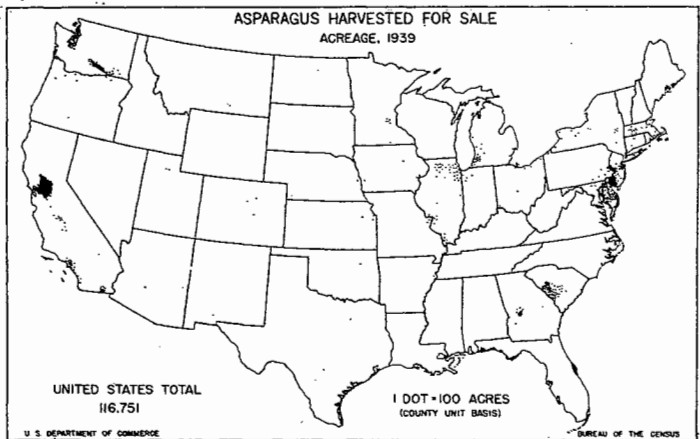 ASPARAGUS HARVESTED FOR SALE
ACREAGE, 1939
UNITED STATES TOTAL
116,751
1 DOT = 100 ACRES
(COUNTY UNIT BASIS)
U S DEPARTMENT OF COMMERCE
BUREAU OF THE CENSUS